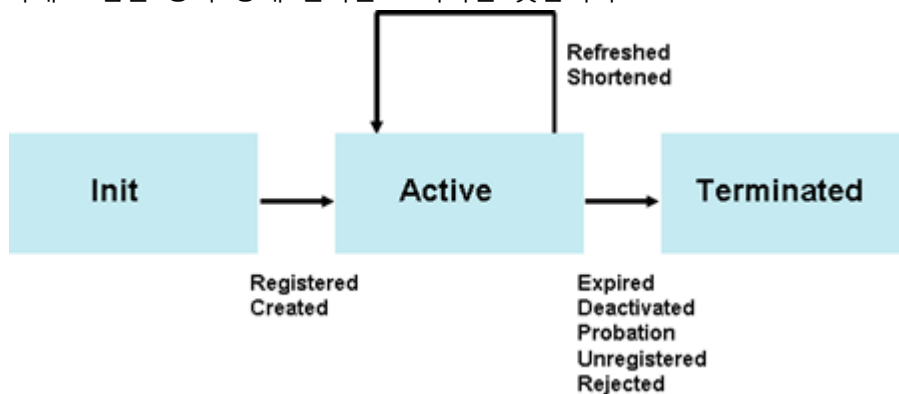 Refreshed
Shortened
Init
Active
Terminated
Registered
Created
Expired
Deactivated
Probation
Unregistered
Rejected